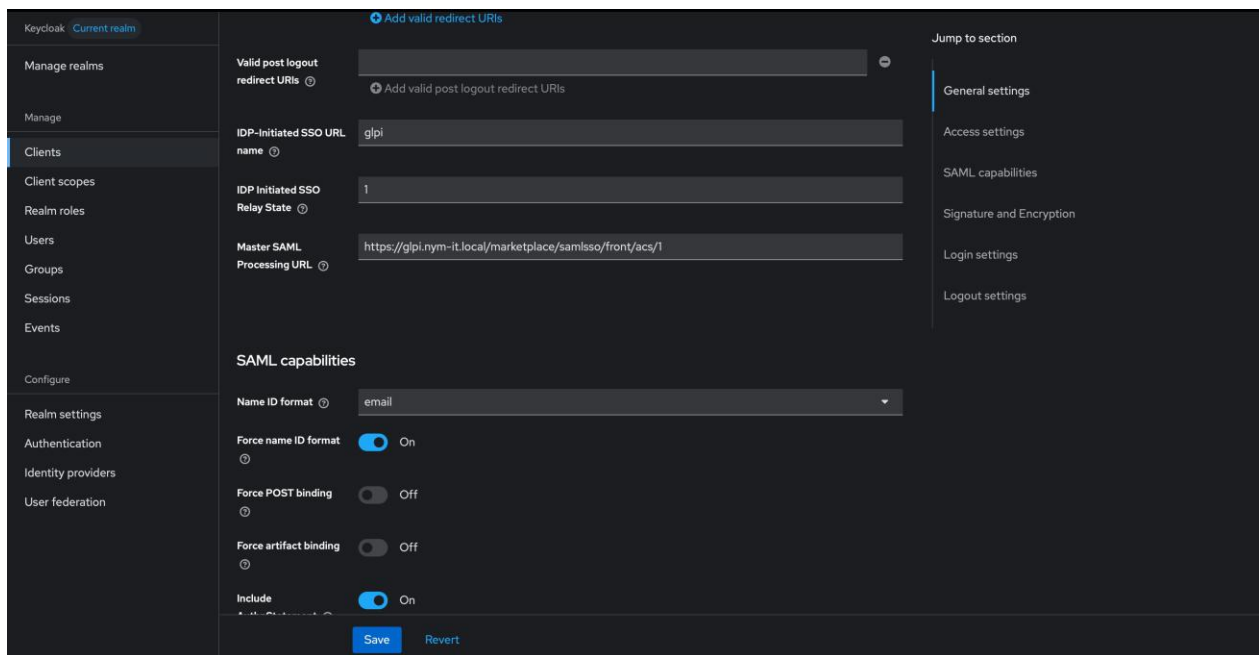 Keycloak Current realm
Manage realms
Manage
Clients
Client scopes
Realm roles
Users
Groups
Sessions
Events
Configure
Realm settings
Authentication
Identity providers
User federation
Add valid redirect URIs
Valid post logout
redirect URIs
Add valid post logout redirect URIs
IDP-Initiated SSO URL
name
glpi
IDP Initiated SSO
Relay State
1
Master SAML
Processing URL
https://glpi.nym-it.local/marketplace/samlsso/front/acs/1
SAML capabilities
Name ID format
email
Force name ID format
On
Force POST binding
Off
Force artifact binding
Off
Include
On
Save
Revert
Jump to section
General settings
Access settings
SAML capabilities
Signature and Encryption
Login settings
Logout settings